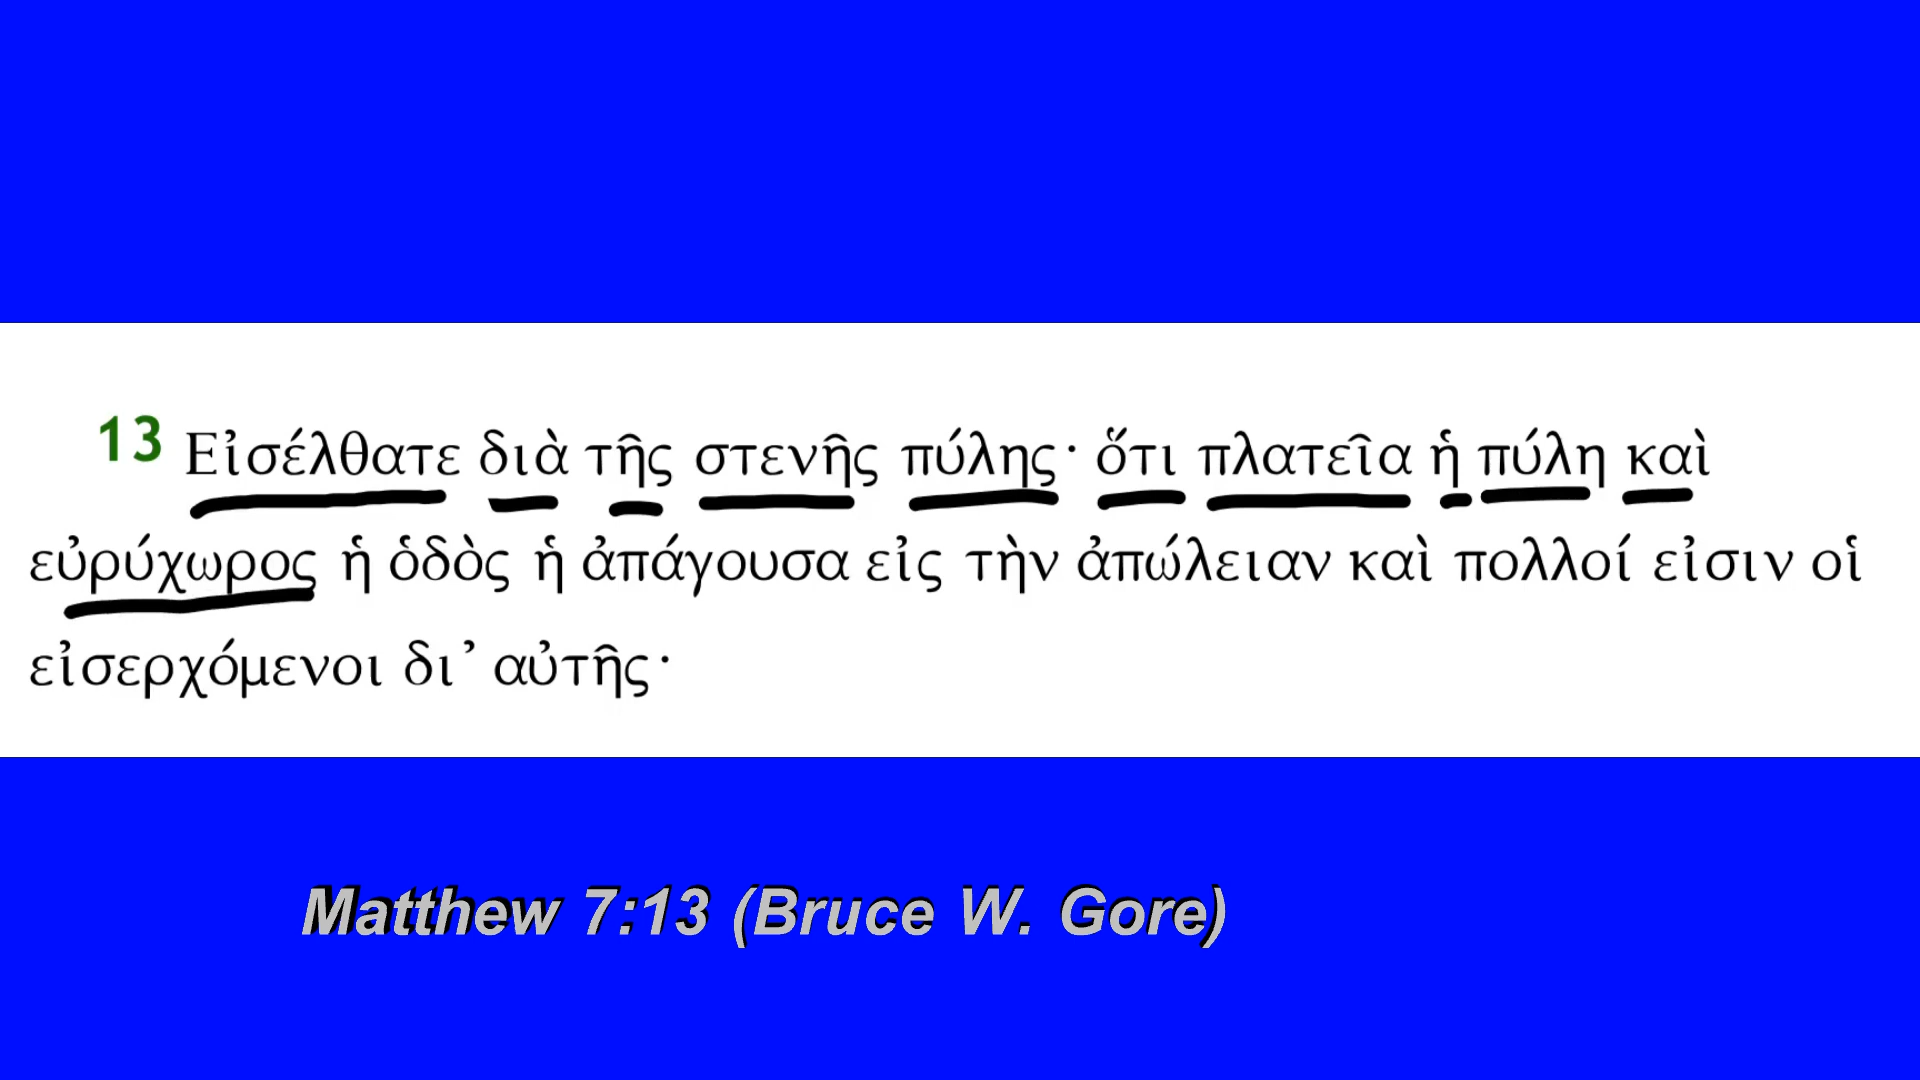 13 Εἰσέλθατε διὰ τῆς στενῆς πύλης· ὅτι πλατεῖα ἡ πύλη καὶ
εὐρύχωρος ἡ ὁδὸς ἡ ἀπάγουσα εἰς τὴν ἀπώλειαν καὶ πολλοί εἰσιν οἱ
εἰσερχόμενοι δι᾽ αὐτῆς·
Matthew 7:13 (Bruce W. Gore)